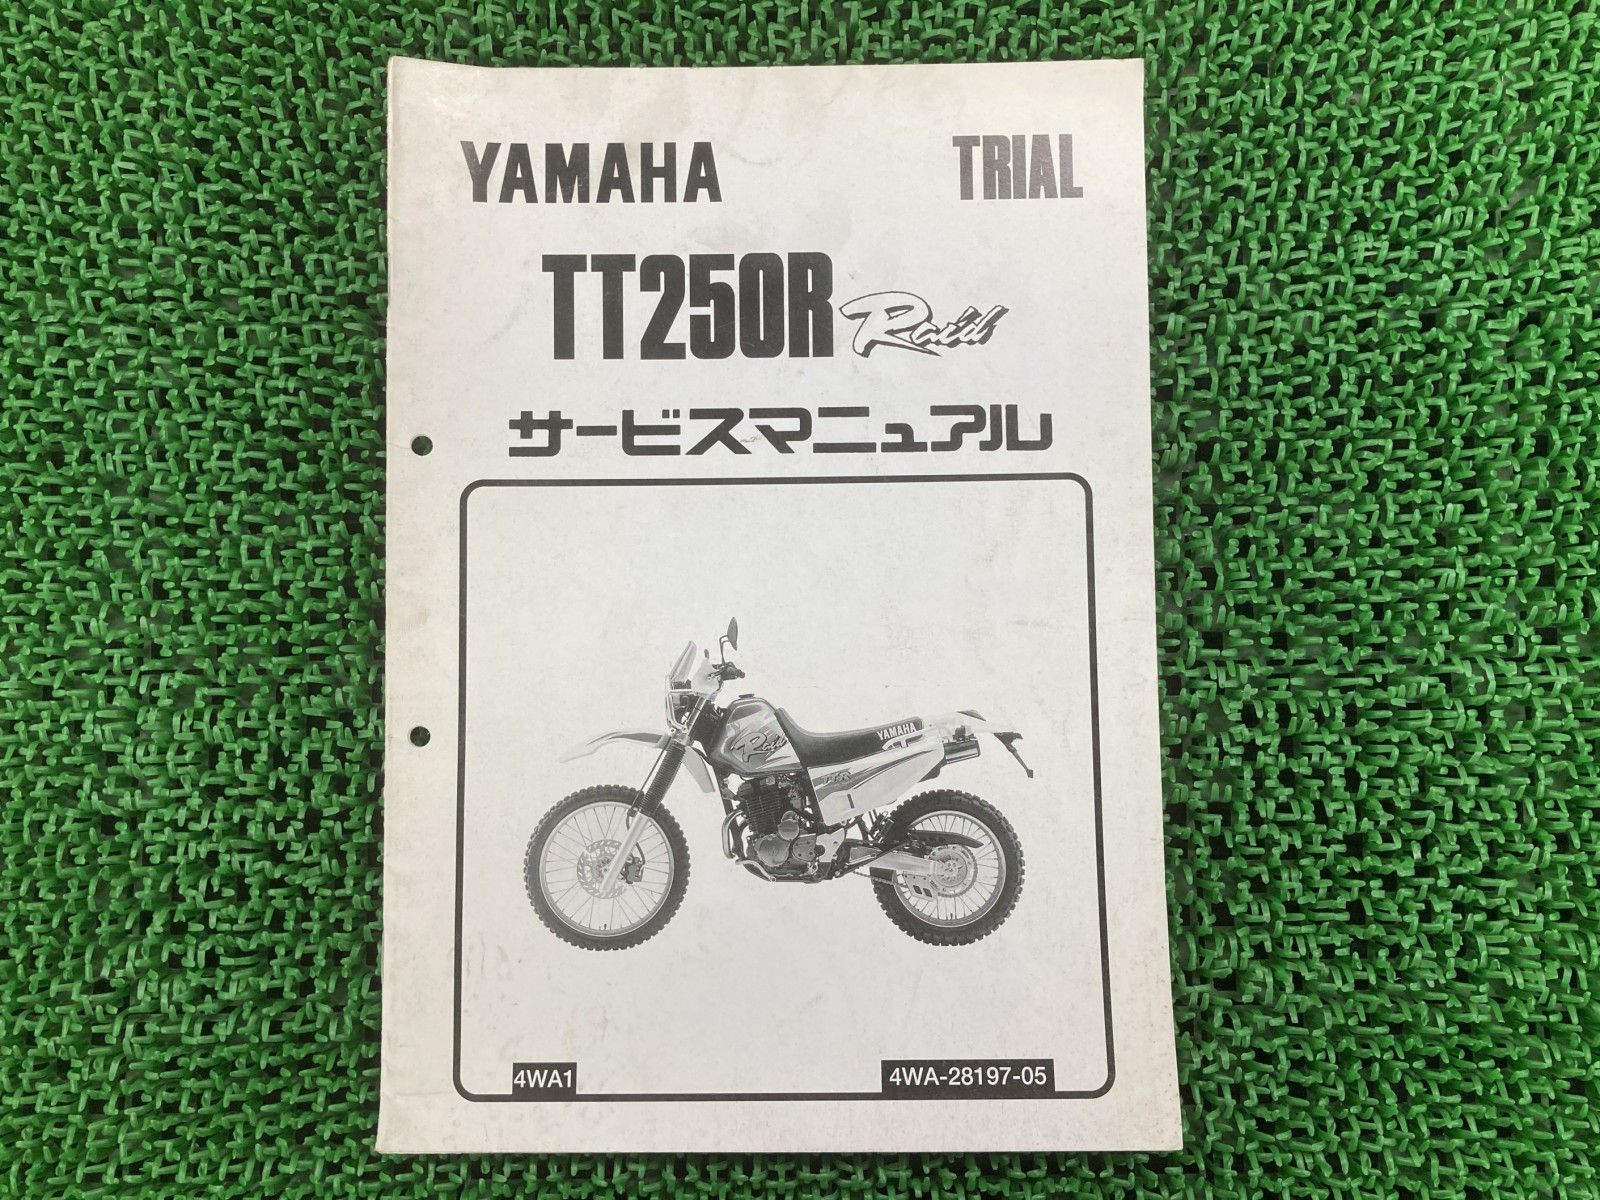 YAMAHA TRIAL
TT250R Raid
サービスマニュアル
Raid
YAMAHA
4WA1
4WA-28197-05